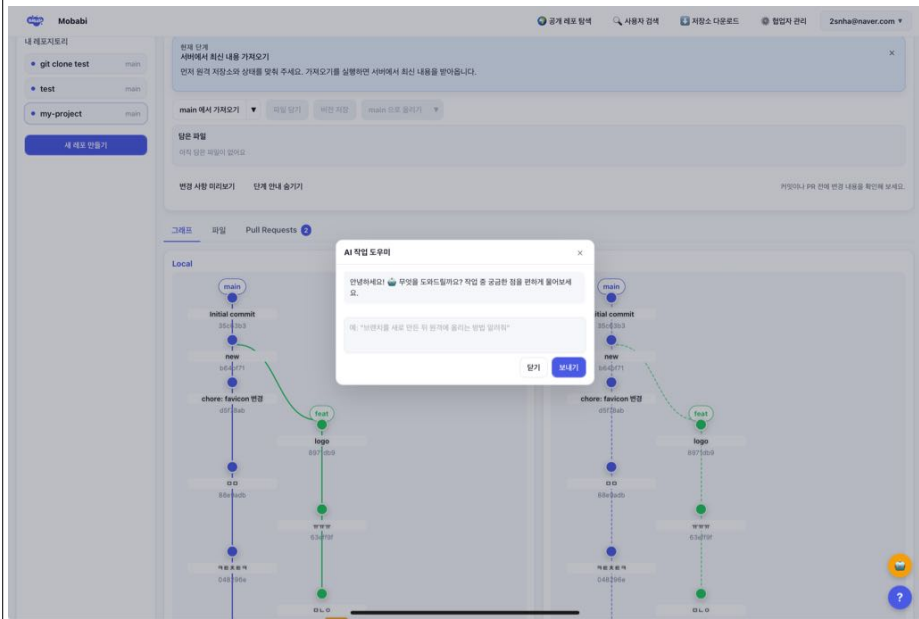 Mobabi
공개 레포 탐색
사용자 검색
저장소 다운로드
협업자 관리
2snha@naver.com ▼
내 레포지토리
git clone test main
test main
my-project main
새 레포 만들기
현재 단계
서버에서 최신 내용 가져오기
먼저 원격 저장소와 상태를 맞춰 주세요. 가져오기를 실행하면 서버에서 최신 내용을 받아옵니다.
main 에서 가져오기 ▼
파일 담기
버전 저장
main 으로 올리기 ▼
담은 파일
아직 담은 파일이 없어요
변경 사항 미리보기
단계 안내 숨기기
커밋이나 PR 전에 변경 내용을 확인해 보세요.
그래프
파일
Pull Requests 2
AI 작업 도우미
안녕하세요! 무엇을 도와드릴까요? 작업 중 궁금한 점을 편하게 물어보세
요.
예: "브랜치를 새로 만든 뒤 원격에 올리는 방법 알려줘"
닫기
보내기
Local
main
Initial commit
new
chore: favicon 변경
feat
logo
ㅁㅁ
ㅁㄴㅇ
main
Initial commit
new
chore: favicon 변경
feat
logo
ㅁㅁ
ㅁㄴㅇ
?